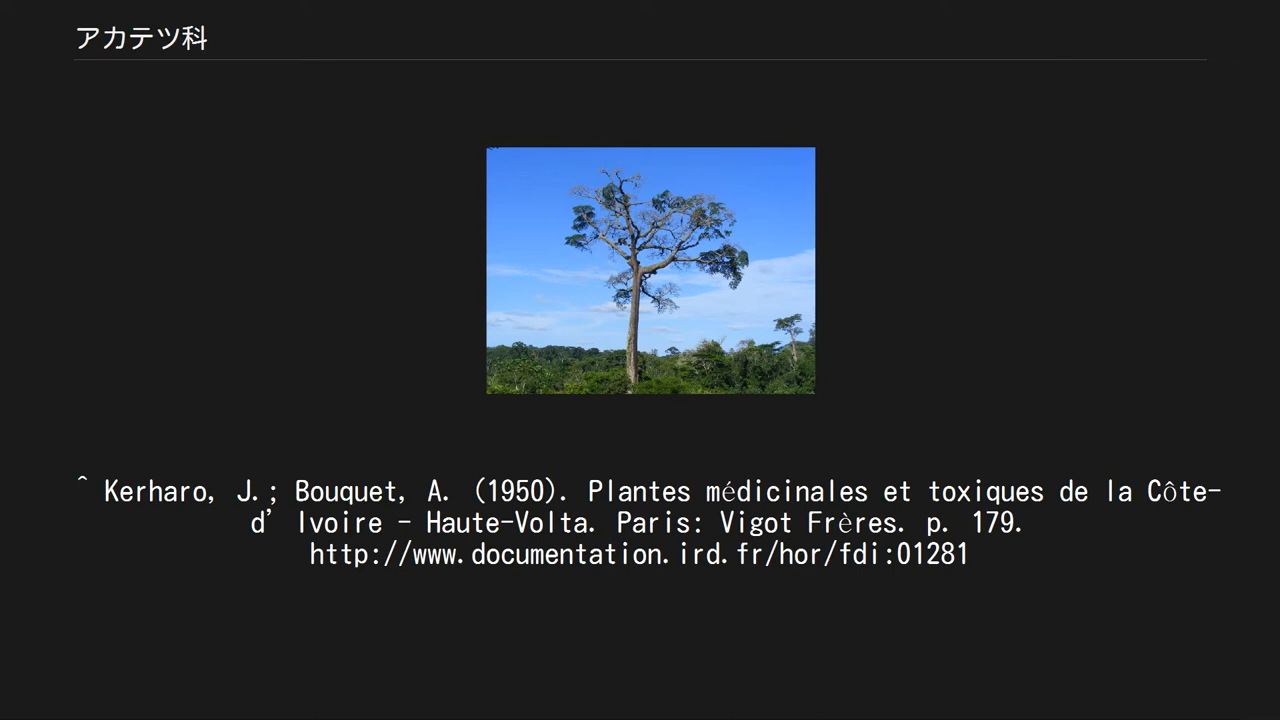 アカテツ科
^ Kerharo, J.; Bouquet, A. (1950). Plantes médicinales et toxiques de la Côte-
d’Ivoire - Haute-Volta. Paris: Vigot Frères. p. 179.
http://www.documentation.ird.fr/hor/fdi:01281